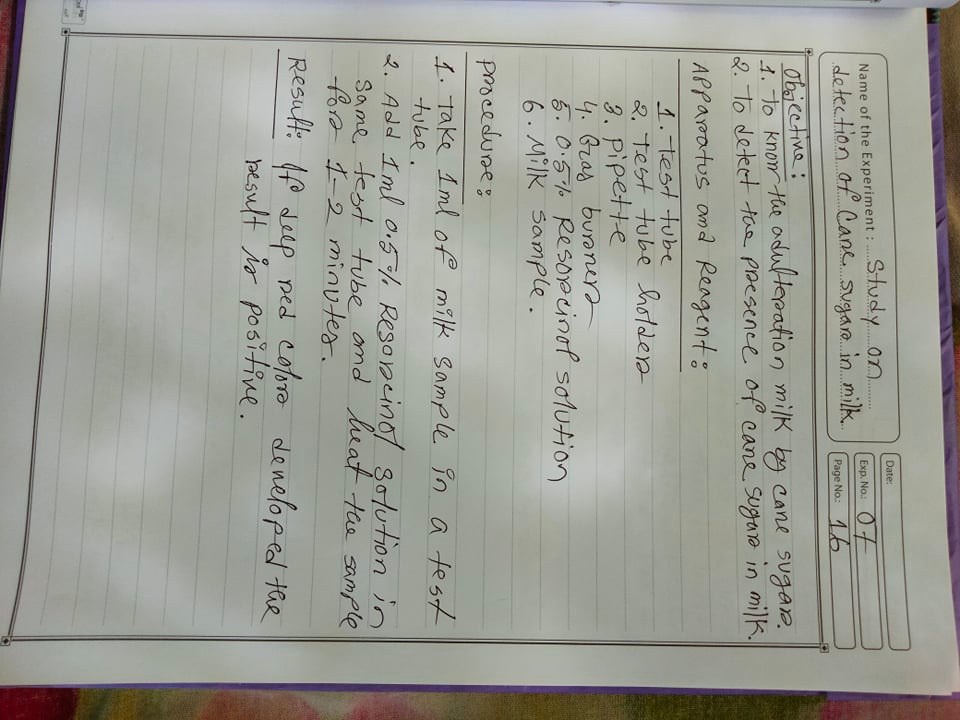 Name of the Experiment : Study on
detection of Cane sugar in milk
Date:
Exp. No.: 07
Page No.: 16
Objective:
1. To know the adulteration milk by cane sugar.
2. To detect the presence of cane sugar in milk.
Apparatus and Reagent:
1. Test tube
2. Test tube holder
3. Pipette
4. Gas burner
5. 0.5% Resorcinol solution
6. Milk sample.
Procedure:
1. Take 1ml of milk sample in a test
tube.
2. Add 1ml 0.5% Resorcinol solution in
same test tube and heat the sample
for 1-2 minutes.
Result: If deep red color developed the
result is positive.